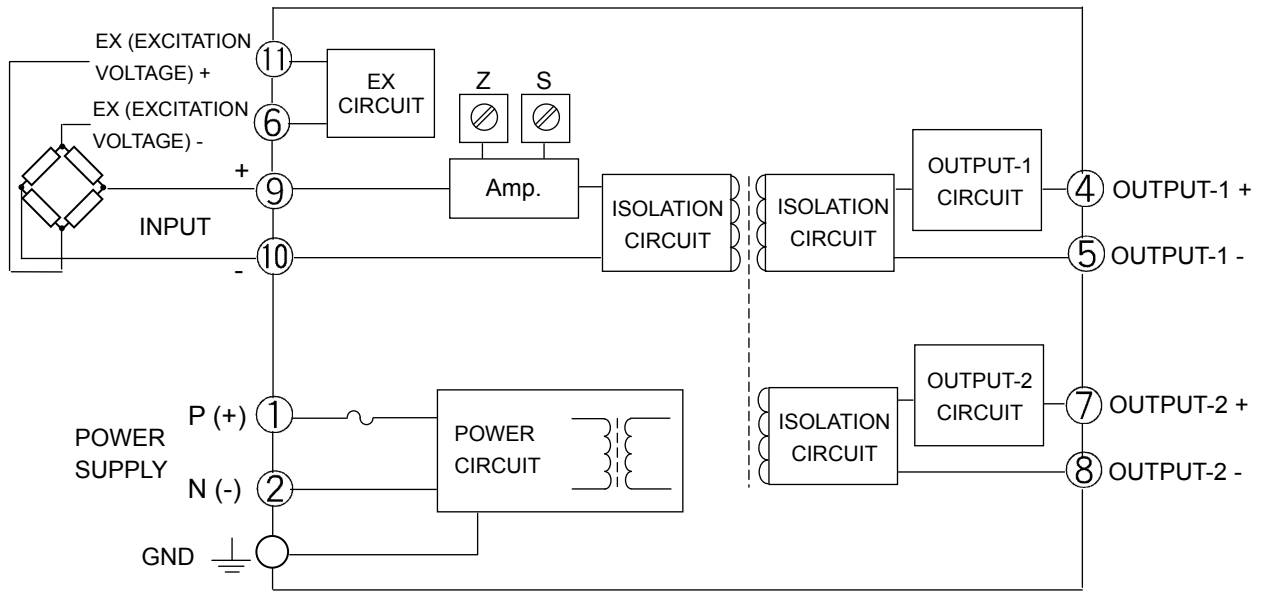 EX (EXCITATION
VOLTAGE) +
11
EX
CIRCUIT
EX (EXCITATION
VOLTAGE) -
6
Z
S
+
9
Amp.
INPUT
-
10
ISOLATION
CIRCUIT
ISOLATION
CIRCUIT
OUTPUT-1
CIRCUIT
4
OUTPUT-1 +
5
OUTPUT-1 -
POWER
SUPPLY
P (+)
1
N (-)
2
GND
POWER
CIRCUIT
ISOLATION
CIRCUIT
OUTPUT-2
CIRCUIT
7
OUTPUT-2 +
8
OUTPUT-2 -